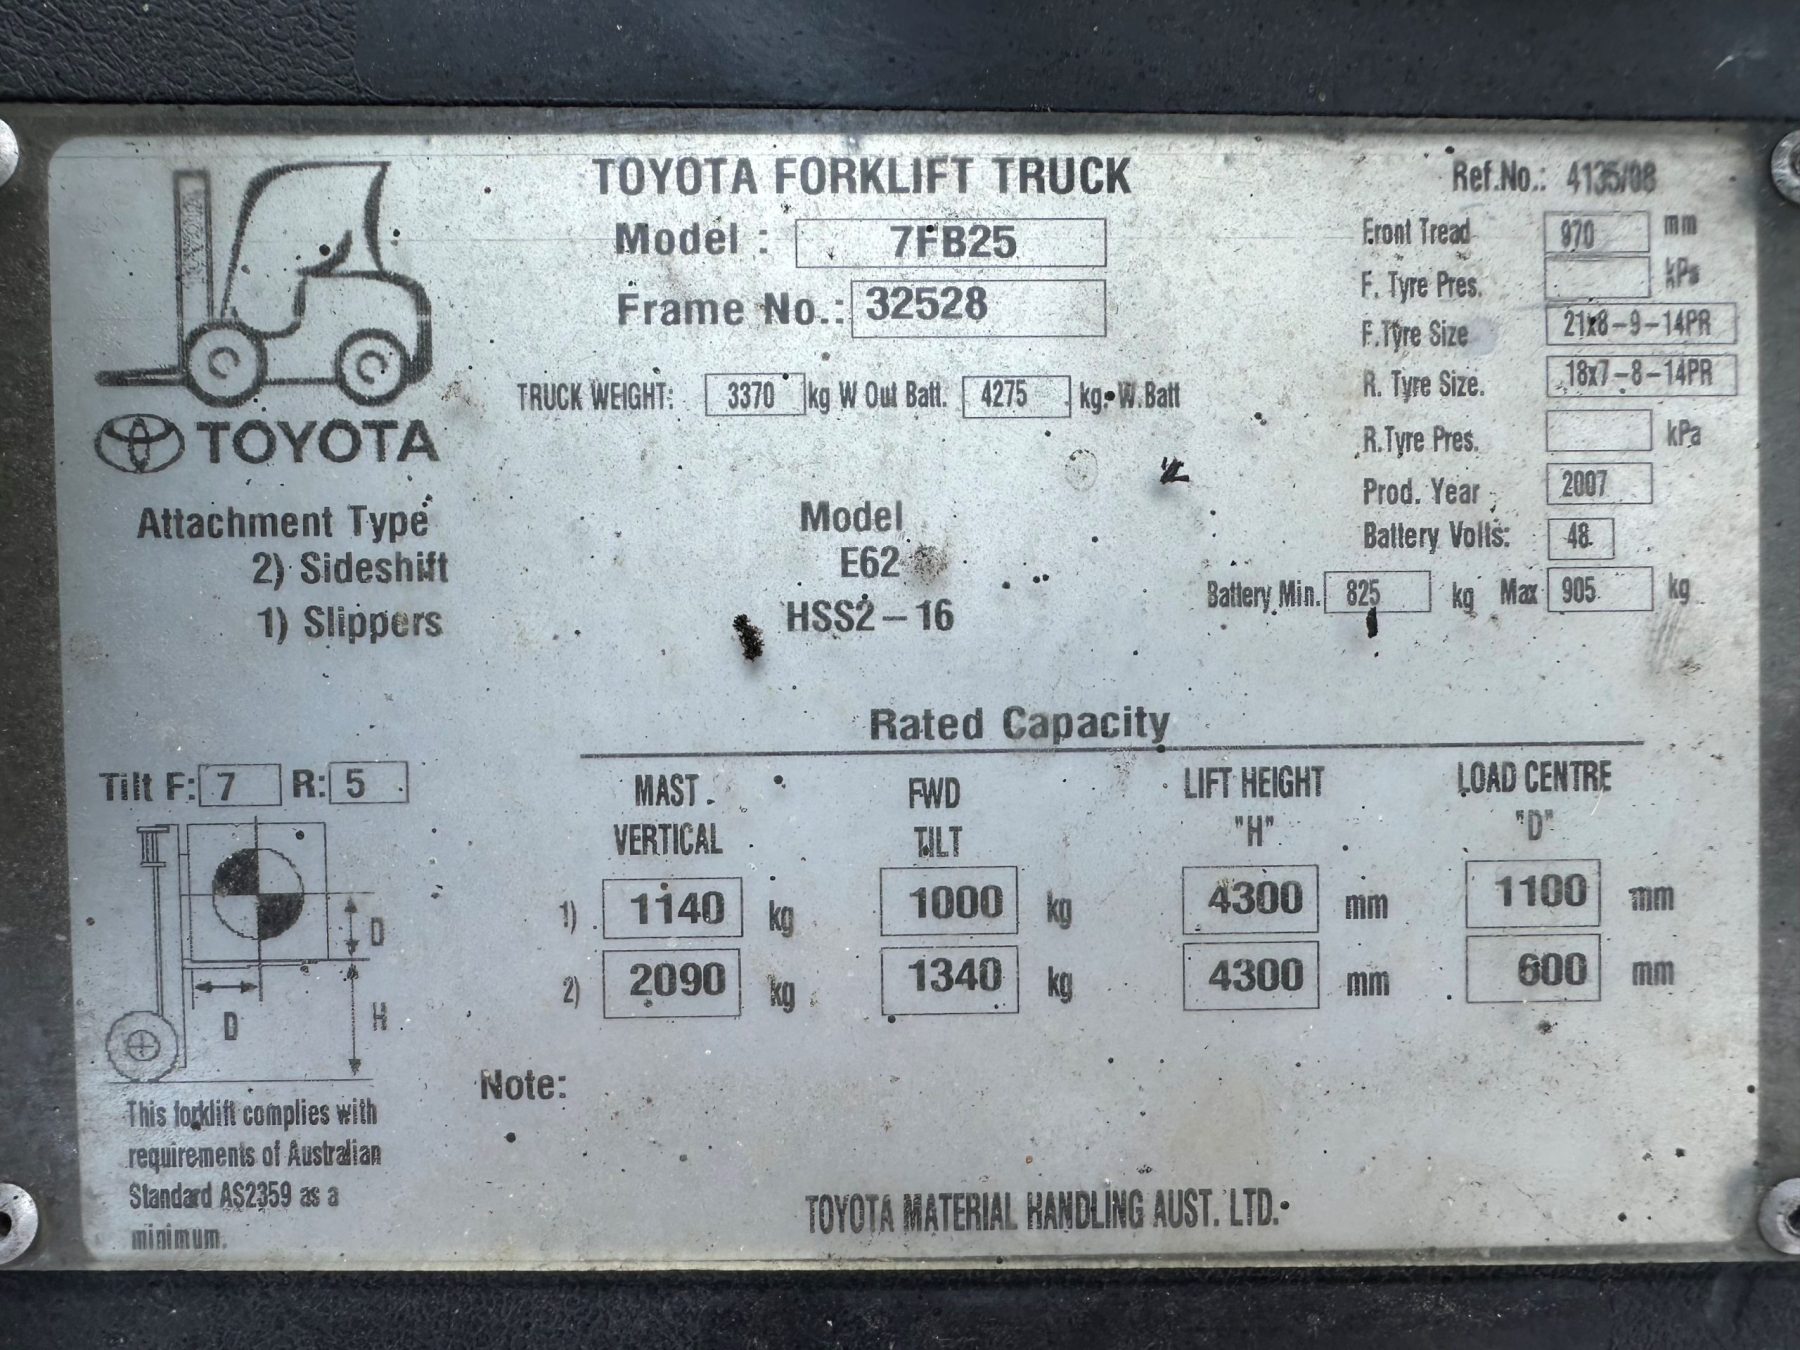 TOYOTA FORKLIFT TRUCK
Ref.No.: 4135/08
Model : 7FB25
Frame No.: 32528
TRUCK WEIGHT: 3370 kg W Out Batt. 4275 kg. W.Batt
Front Tread 970 mm
F. Tyre Pres. kPa
F.Tyre Size 21x8-9-14PR
R. Tyre Size. 18x7-8-14PR
R.Tyre Pres. kPa
Prod. Year 2007
Battery Volts: 48
Battery Min. 825 kg Max 905 kg
TOYOTA
Attachment Type Model
2) Sideshift E62
1) Slippers HSS2-16
Rated Capacity
Tilt F: 7 R: 5
MAST FWD LIFT HEIGHT LOAD CENTRE
VERTICAL TILT "H" "D"
1) 1140 kg 1000 kg 4300 mm 1100 mm
2) 2090 kg 1340 kg 4300 mm 600 mm
D
D
H
Note:
This forklift complies with
requirements of Australian
Standard AS2359 as a
minimum.
TOYOTA MATERIAL HANDLING AUST. LTD.